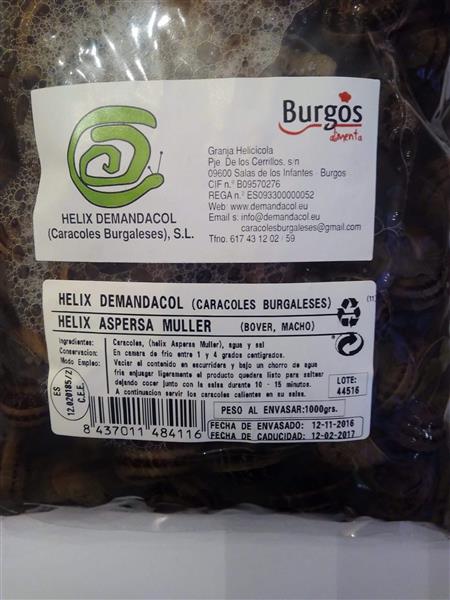 Burgos
alimenta
HELIX DEMANDACOL
(Caracoles Burgaleses), S.L.
Granja Helicicola
Pje. De los Cerrillos, s/n
09600 Salas de los Infantes - Burgos
CIF n.º B09570276
REGA n.º ES093300000052
Web: www.demandacol.eu
Email s: info@demandacol.eu
caracolesburgaleses@gmail.com
Tfno. 617 43 12 02 / 59
HELIX DEMANDACOL (CARACOLES BURGALESES)
HELIX ASPERSA MULLER (BOVER, MACHO)
Ingredientes: Caracoles, (helix Aspersa Muller), agua y sal
Conservacion: En camara de frio entre 1 y 4 grados centigrados.
Modo Empleo: Vaciar el contenido en escurridera y bajo un chorro de agua
fria enjuagar ligeramente el producto quedara listo para saltear
dejando cocer junto con la salsa durante 10 - 15 minutos.
A continuacion servir los caracoles calientes en su salsa.
ES
12.020185/Z
C.E.E.
LOTE:
44516
PESO AL ENVASAR:1000grs.
8 437011 484116
FECHA DE ENVASADO: 12-11-2016
FECHA DE CADUCIDAD: 12-02-2017